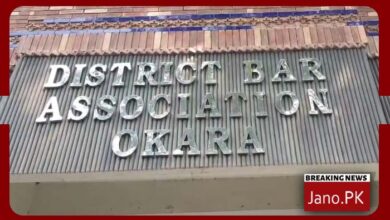 DISTRICT BAR
ASSOCIATION
OKARA
BREAKING NEWS
Jano.PK